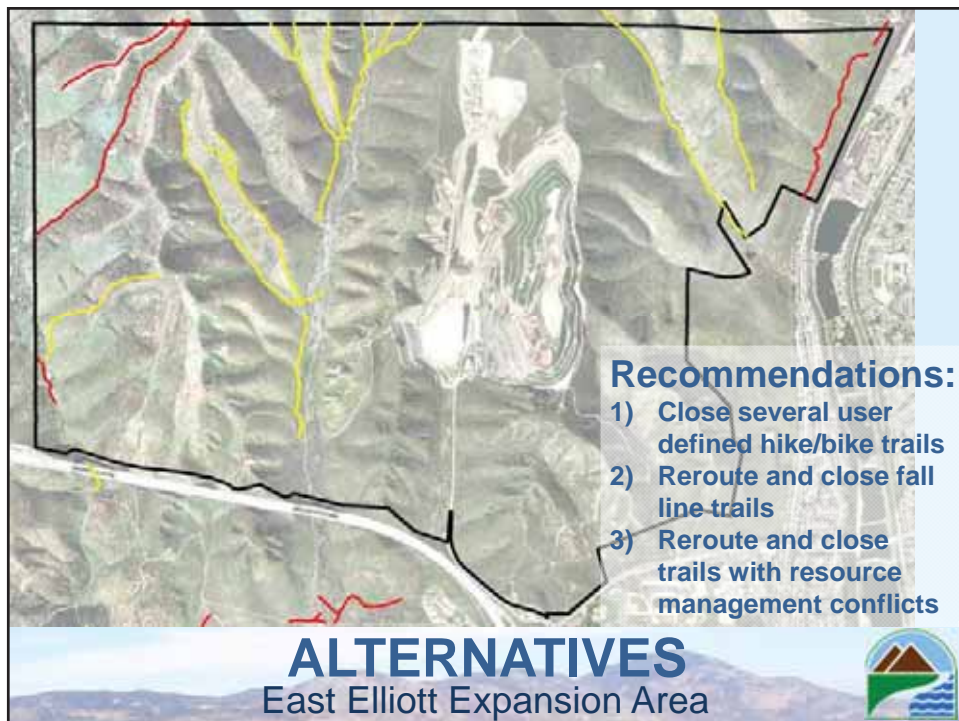 Recommendations:
1) Close several user
defined hike/bike trails
2) Reroute and close fall
line trails
3) Reroute and close
trails with resource
management conflicts
ALTERNATIVES
East Elliott Expansion Area